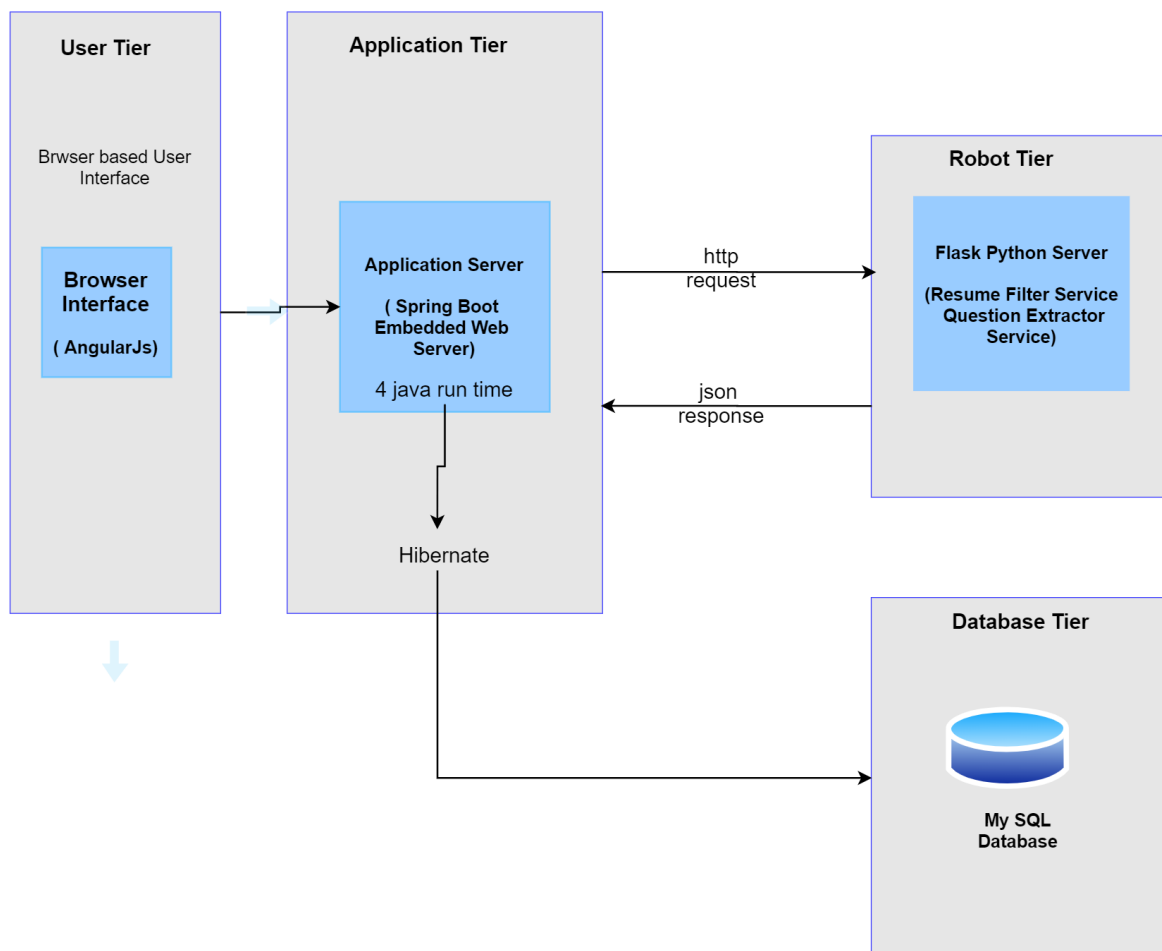 User Tier
Brwser based User
Interface
Browser
Interface
( AngularJs)
Application Tier
Application Server
( Spring Boot
Embedded Web
Server)
4 java run time
Hibernate
http
request
json
response
Robot Tier
Flask Python Server
(Resume Filter Service
Question Extractor
Service)
Database Tier
My SQL
Database